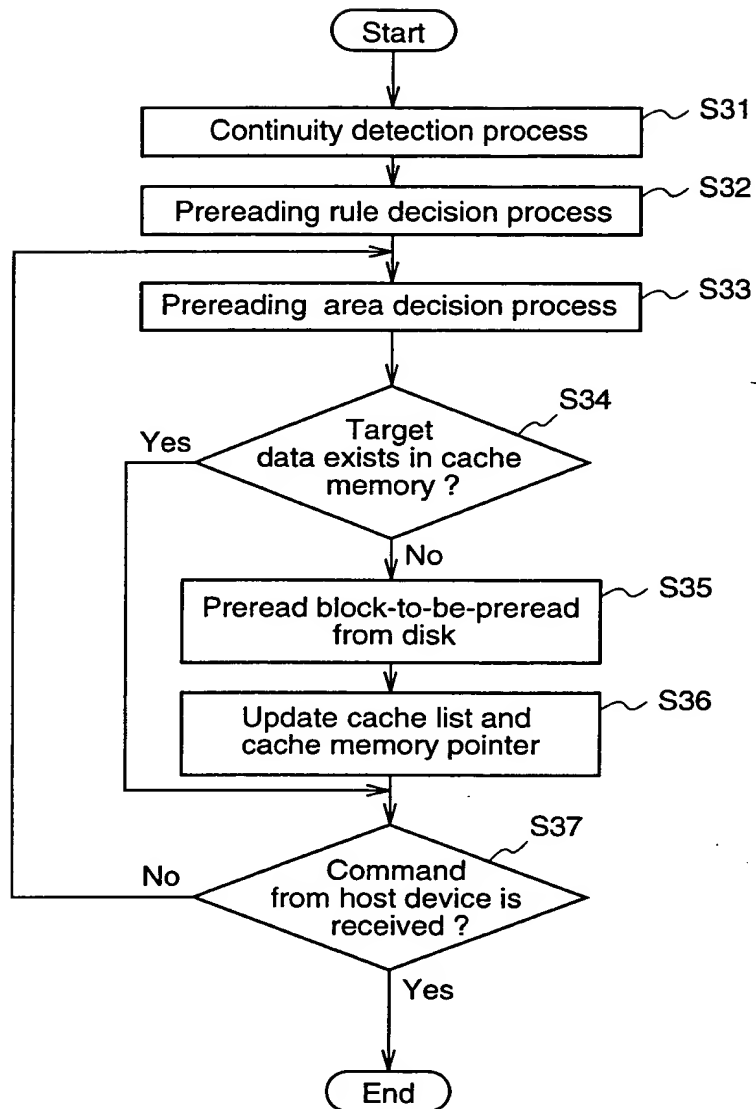 Start
S31
Continuity detection process
S32
Prereading rule decision process
S33
Prereading area decision process
S34
Yes
Target
data exists in cache
memory ?
No
S35
Preread block-to-be-preread
from disk
S36
Update cache list and
cache memory pointer
S37
No
Command
from host device is
received ?
Yes
End